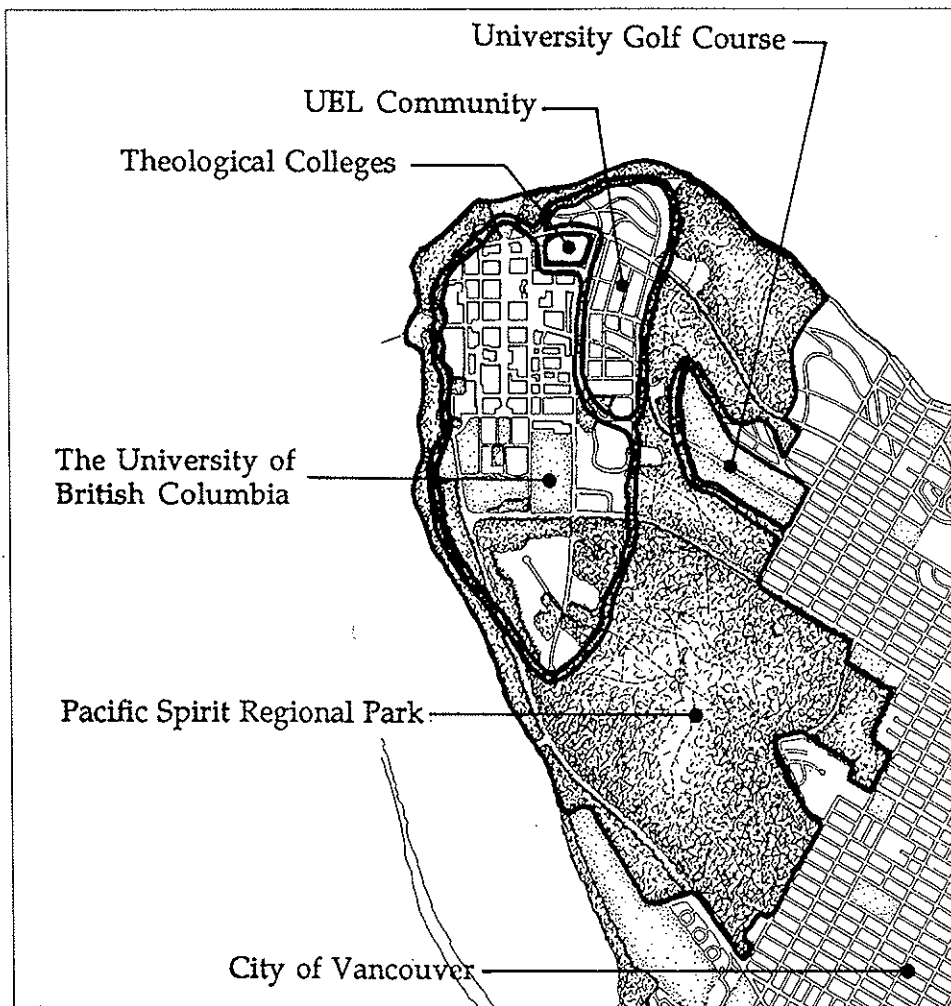 University Golf Course
UEL Community
Theological Colleges
The University of
British Columbia
Pacific Spirit Regional Park
City of Vancouver